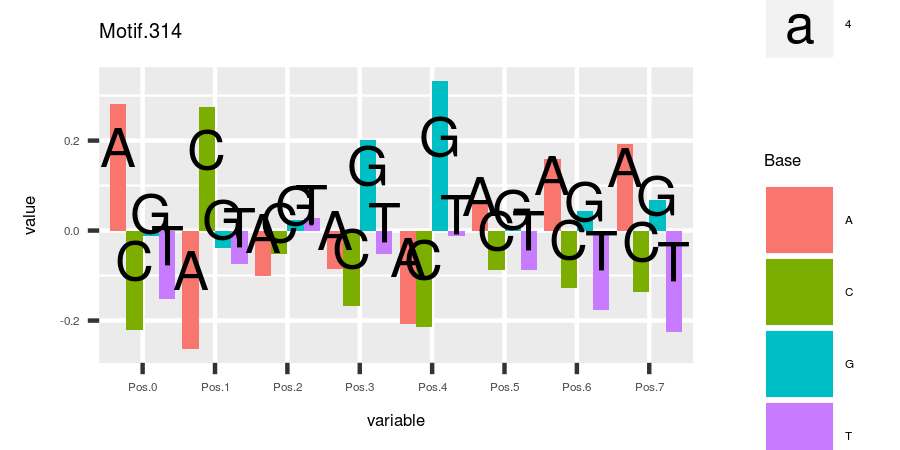 Motif.314
a 4
value
0.2
0.0
-0.2
A C G T
A C G T
A C G T
A C G T
A C G T
A C G T
A C G T
A C G T
Pos.0 Pos.1 Pos.2 Pos.3 Pos.4 Pos.5 Pos.6 Pos.7
variable
Base
A
C
G
T